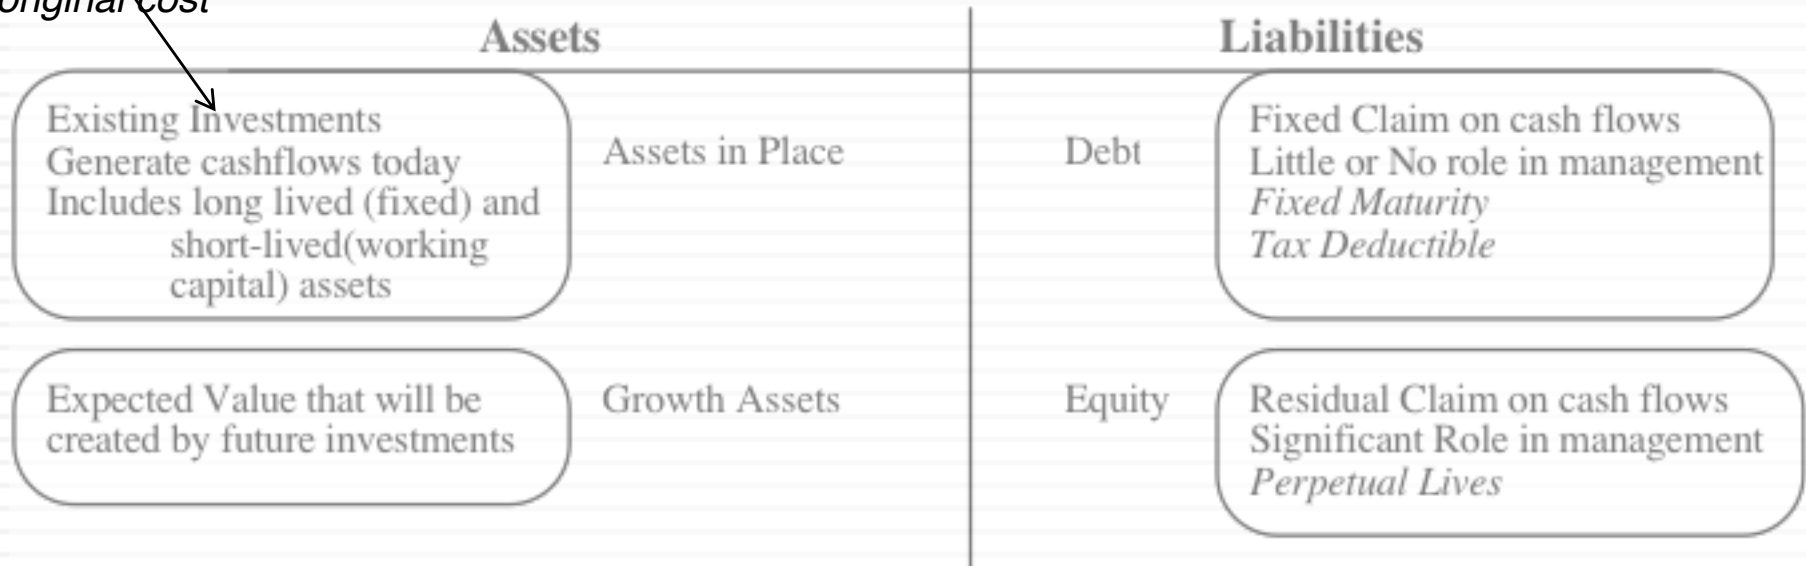 original cost
Assets
Liabilities
Existing Investments
Generate cashflows today
Includes long lived (fixed) and
short-lived(working
capital) assets
Assets in Place
Debt
Fixed Claim on cash flows
Little or No role in management
Fixed Maturity
Tax Deductible
Expected Value that will be
created by future investments
Growth Assets
Equity
Residual Claim on cash flows
Significant Role in management
Perpetual Lives